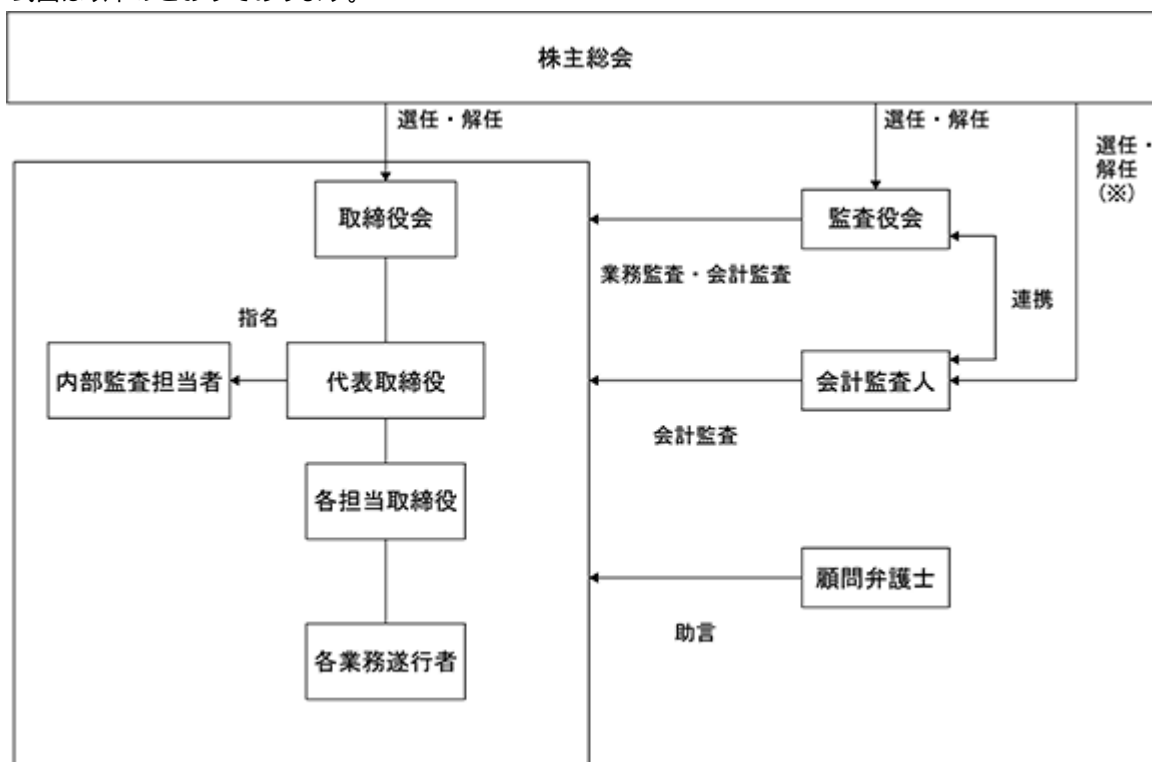 株主総会
選任・解任
選任・解任
選任・
解任
(※)
取締役会
監査役会
業務監査・会計監査
連携
指名
内部監査担当者
代表取締役
会計監査人
会計監査
各担当取締役
顧問弁護士
助言
各業務遂行者